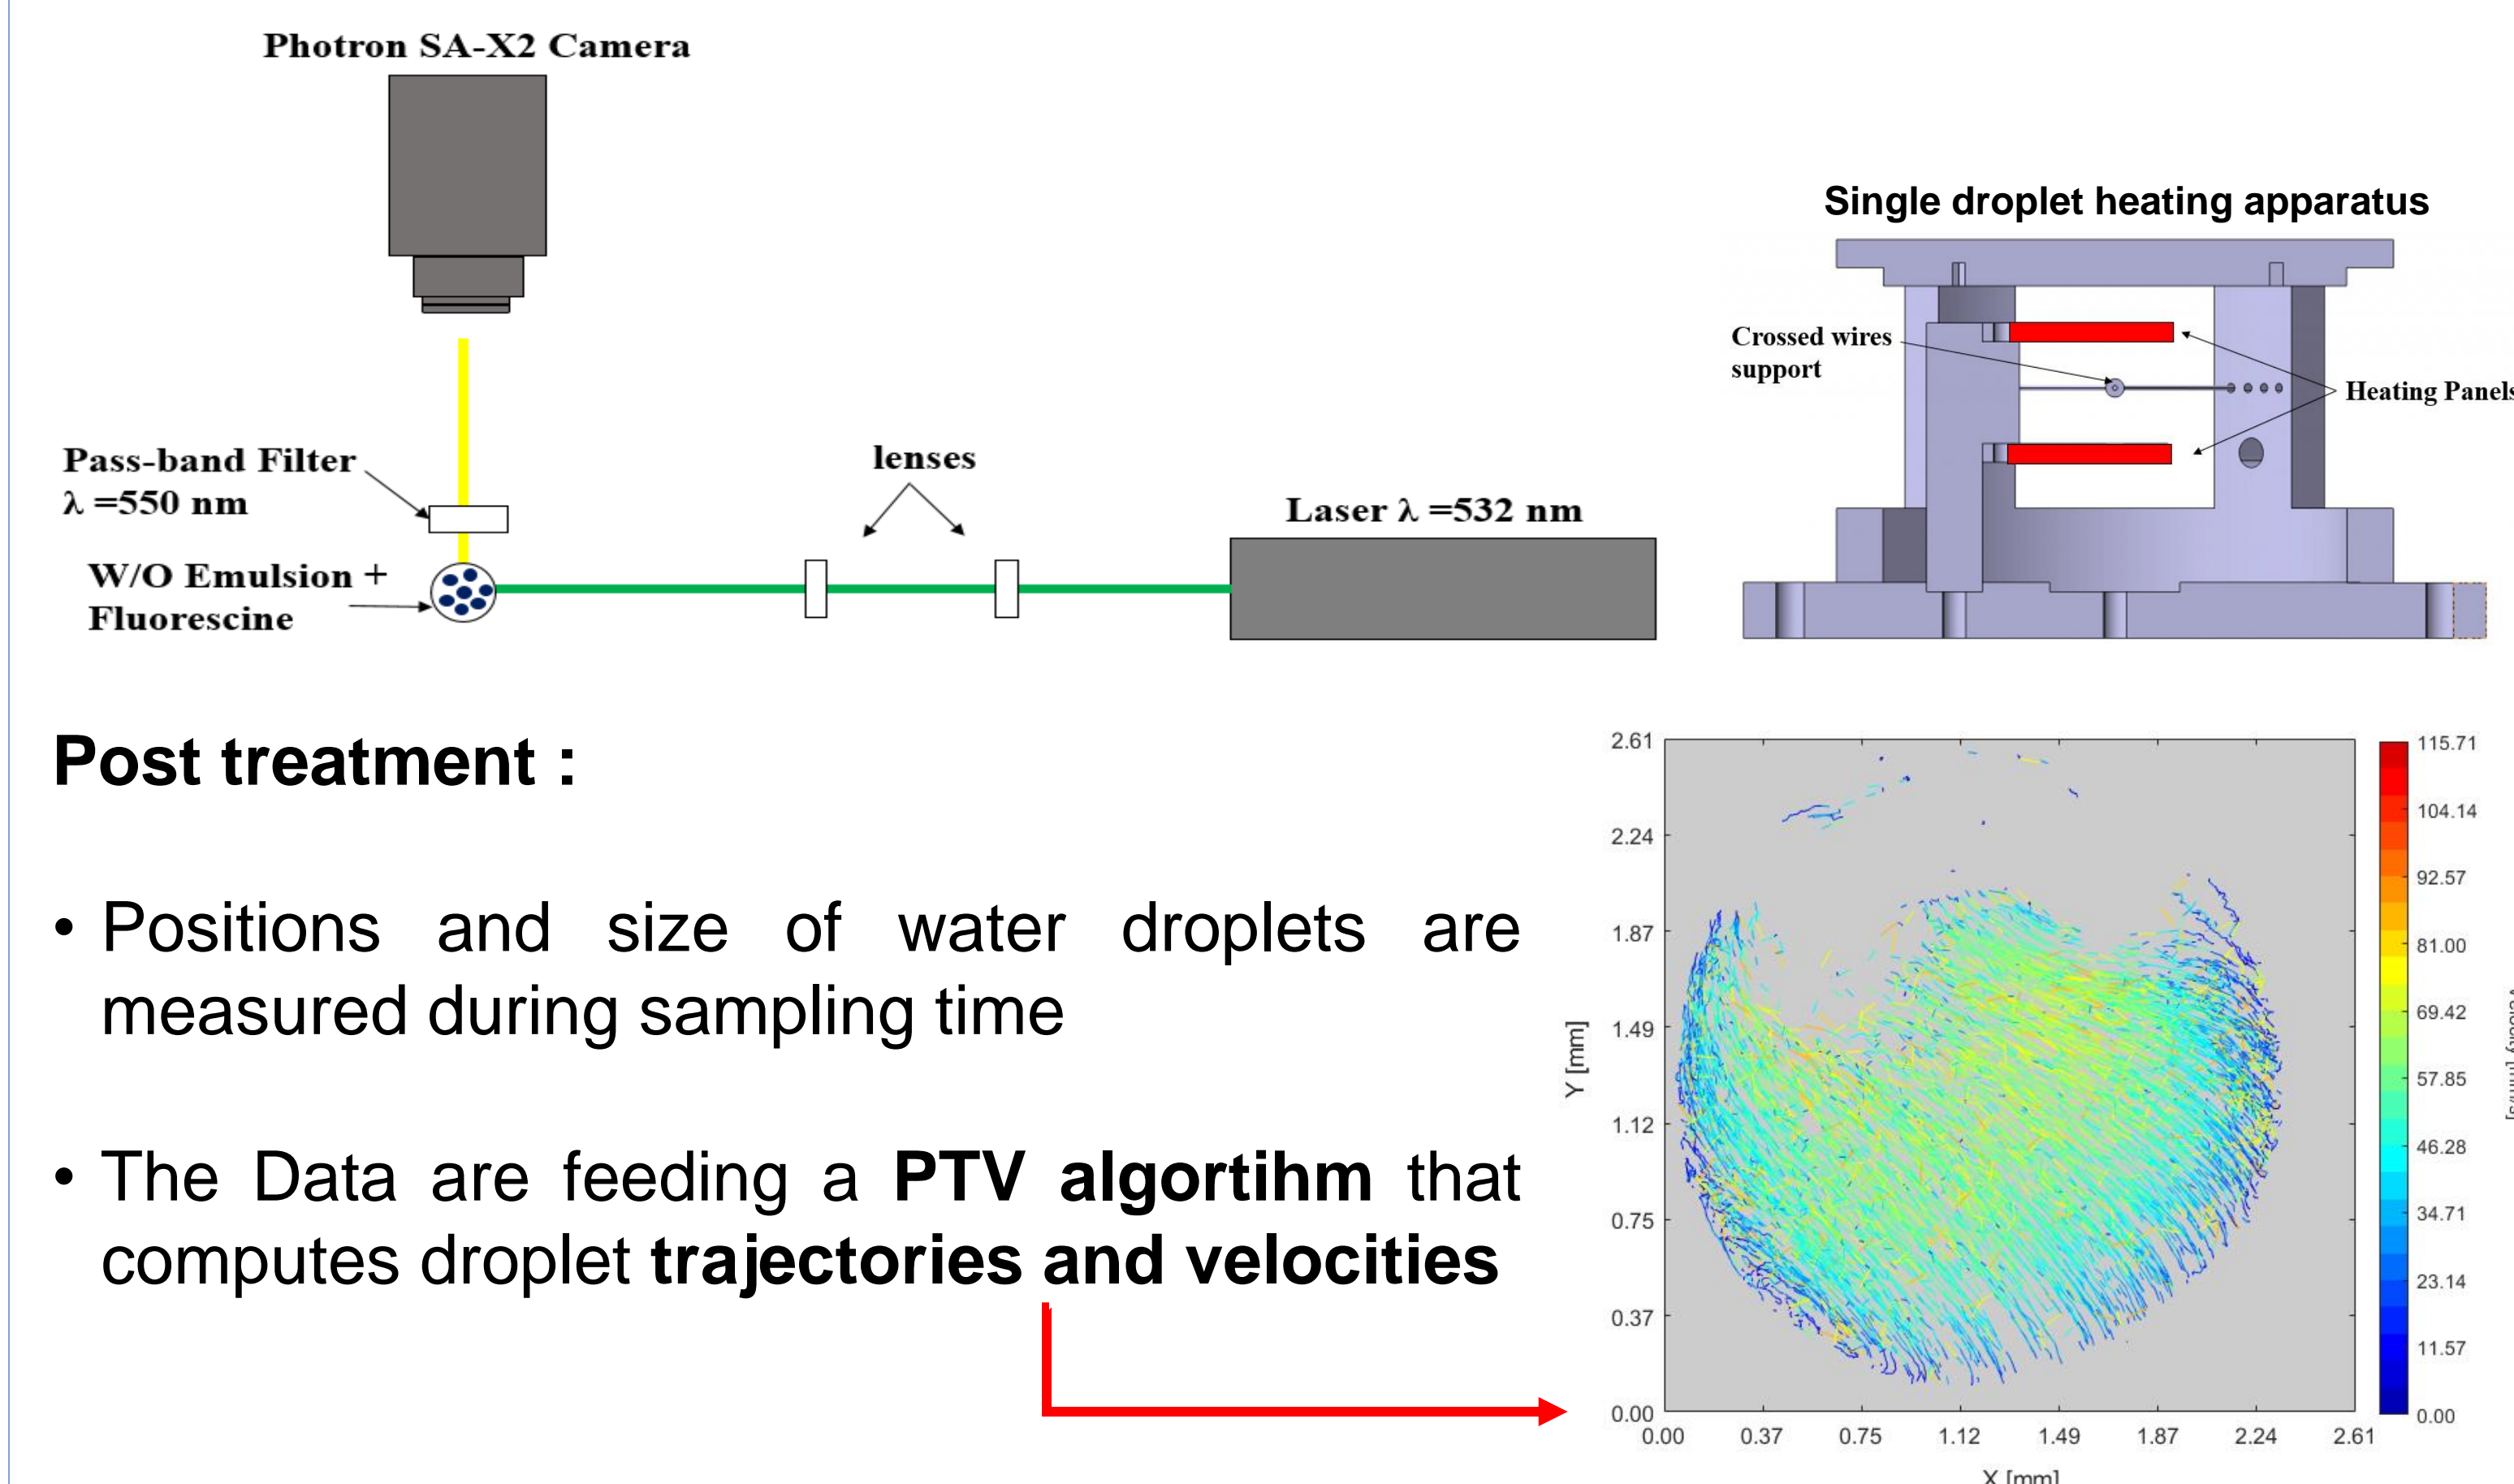 Photron SA-X2 Camera
Pass-band Filter
λ =550 nm
W/O Emulsion +
Fluorescine
lenses
Laser λ =532 nm
Single droplet heating apparatus
Crossed wires
support
Heating Panels
Post treatment :
• Positions and size of water droplets are
measured during sampling time
• The Data are feeding a PTV algortihm that
computes droplet trajectories and velocities
2.61
2.24
1.87
1.49
1.12
0.75
0.37
0.00
Y [mm]
0.00 0.37 0.75 1.12 1.49 1.87 2.24 2.61
X [mm]
115.71
104.14
92.57
81.00
69.42
57.85
46.28
34.71
23.14
11.57
0.00